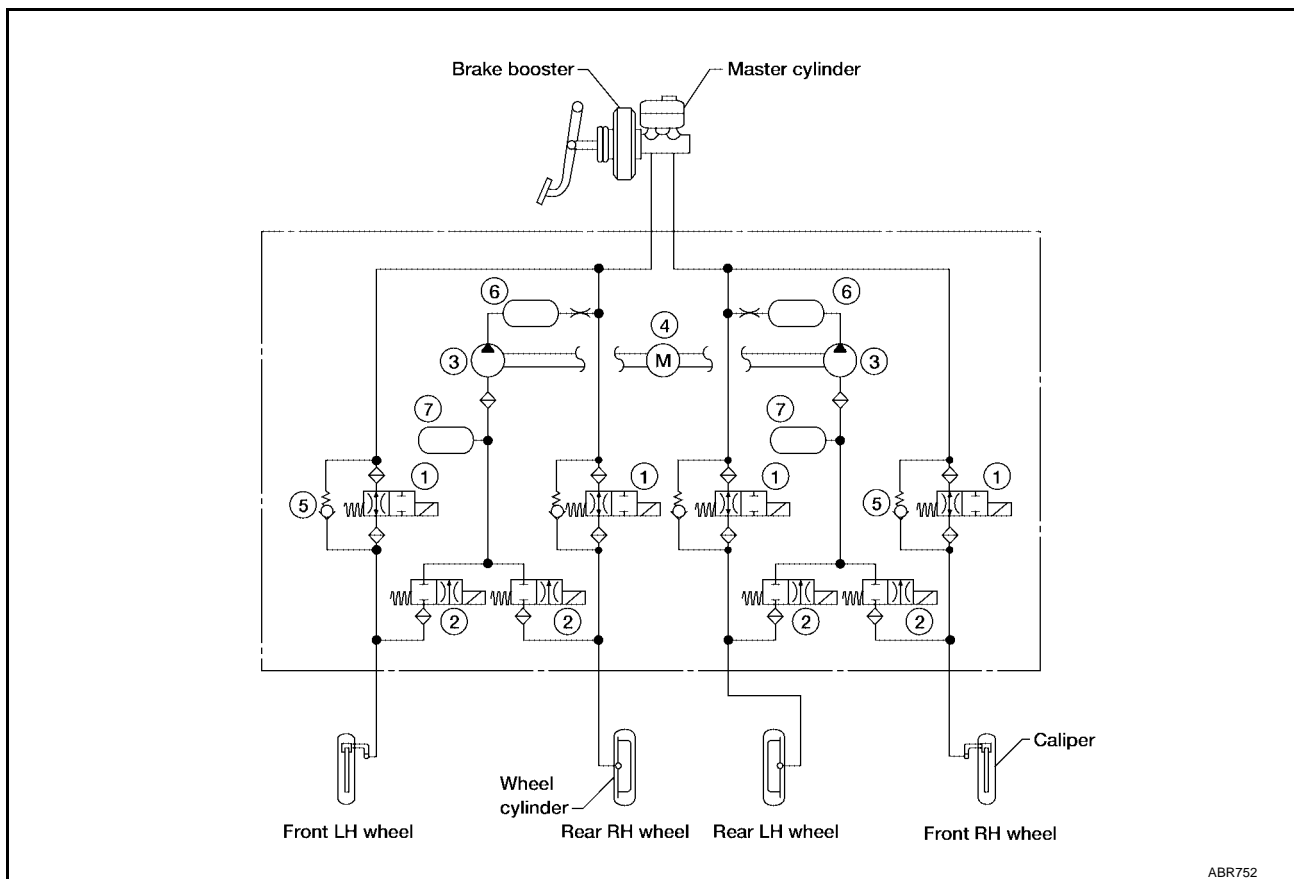 Brake booster
Master cylinder
6
6
4
M
3
3
7
7
1
1
1
1
5
5
2
2
2
2
Caliper
Wheel
cylinder
Front LH wheel
Rear RH wheel
Rear LH wheel
Front RH wheel
ABR752